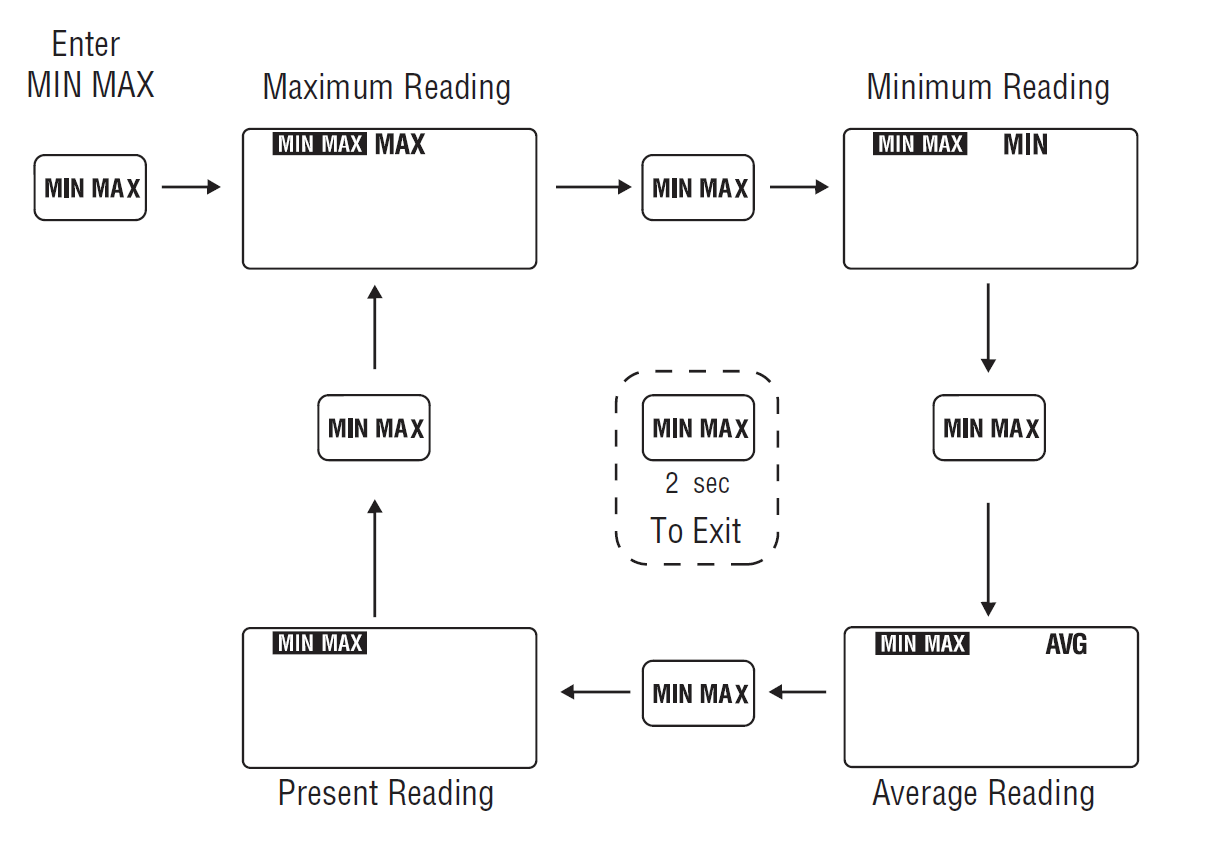 Enter
MIN MAX
Maximum Reading
Minimum Reading
MIN MAX MAX
MIN MAX MIN
MIN MAX
MIN MAX
MIN MAX
MIN MAX
MIN MAX
2 sec
To Exit
MIN MAX
MIN MAX AVG
MIN MAX
Present Reading
Average Reading